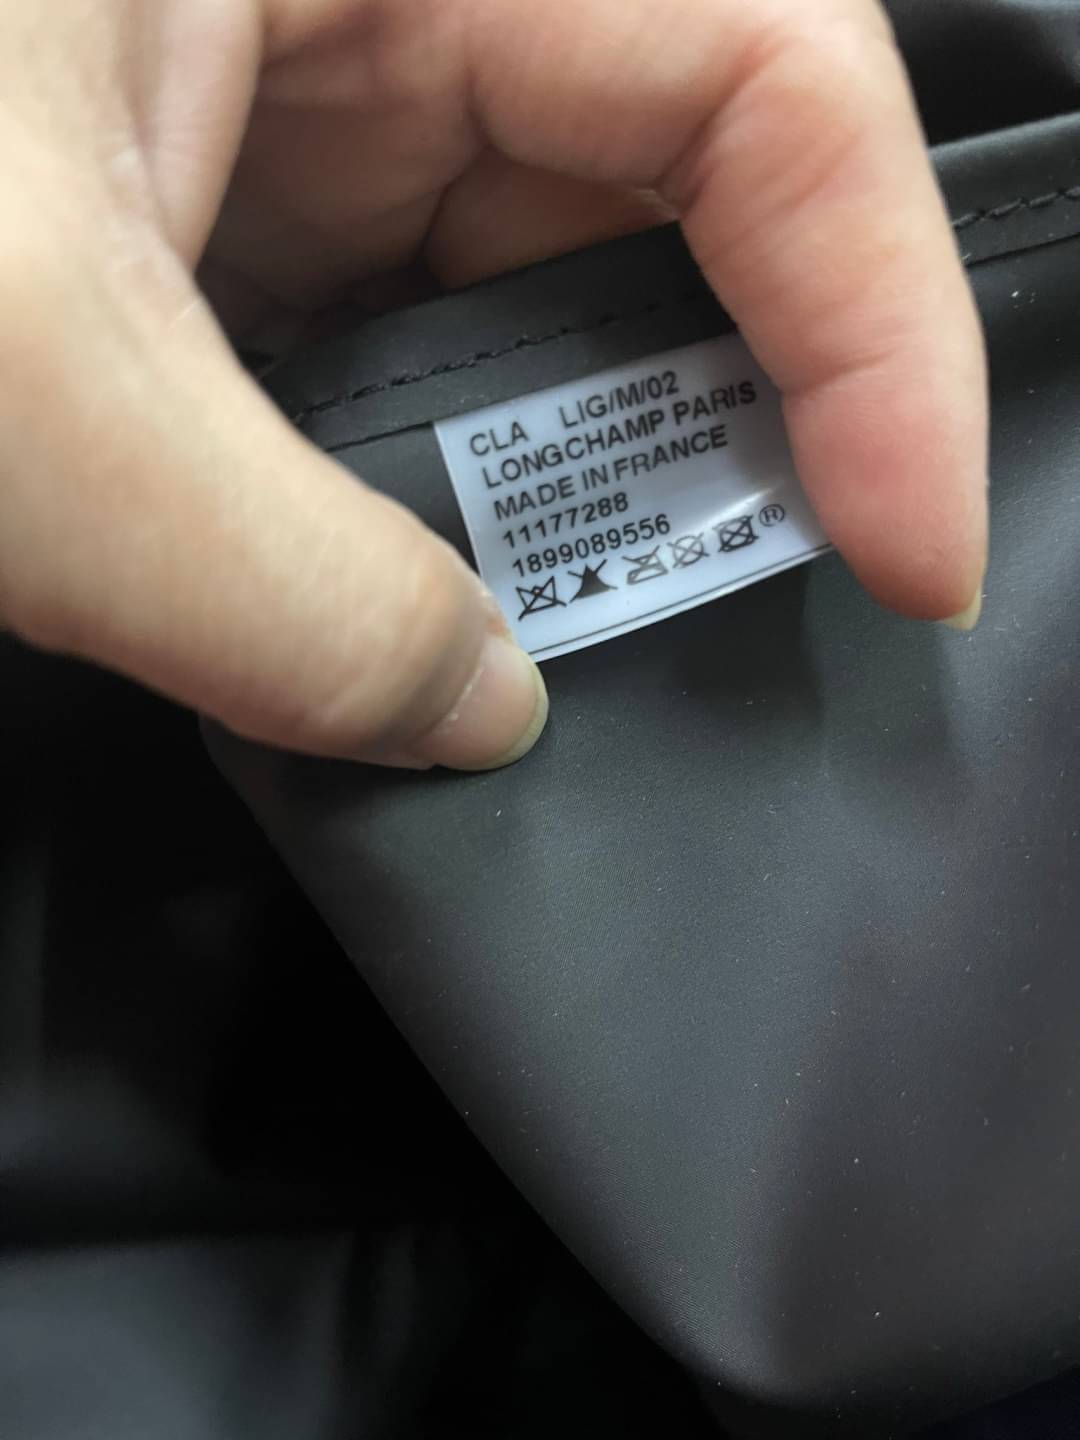 CLA LIG/M/02
LONGCHAMP PARIS
MADE IN FRANCE
11177288
1899089556
®